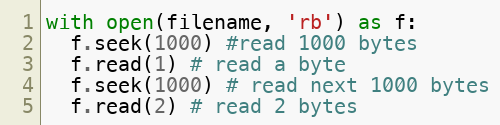 1 with open(filename, 'rb') as f:
2   f.seek(1000) #read 1000 bytes
3   f.read(1) # read a byte
4   f.seek(1000) # read next 1000 bytes
5   f.read(2) # read 2 bytes